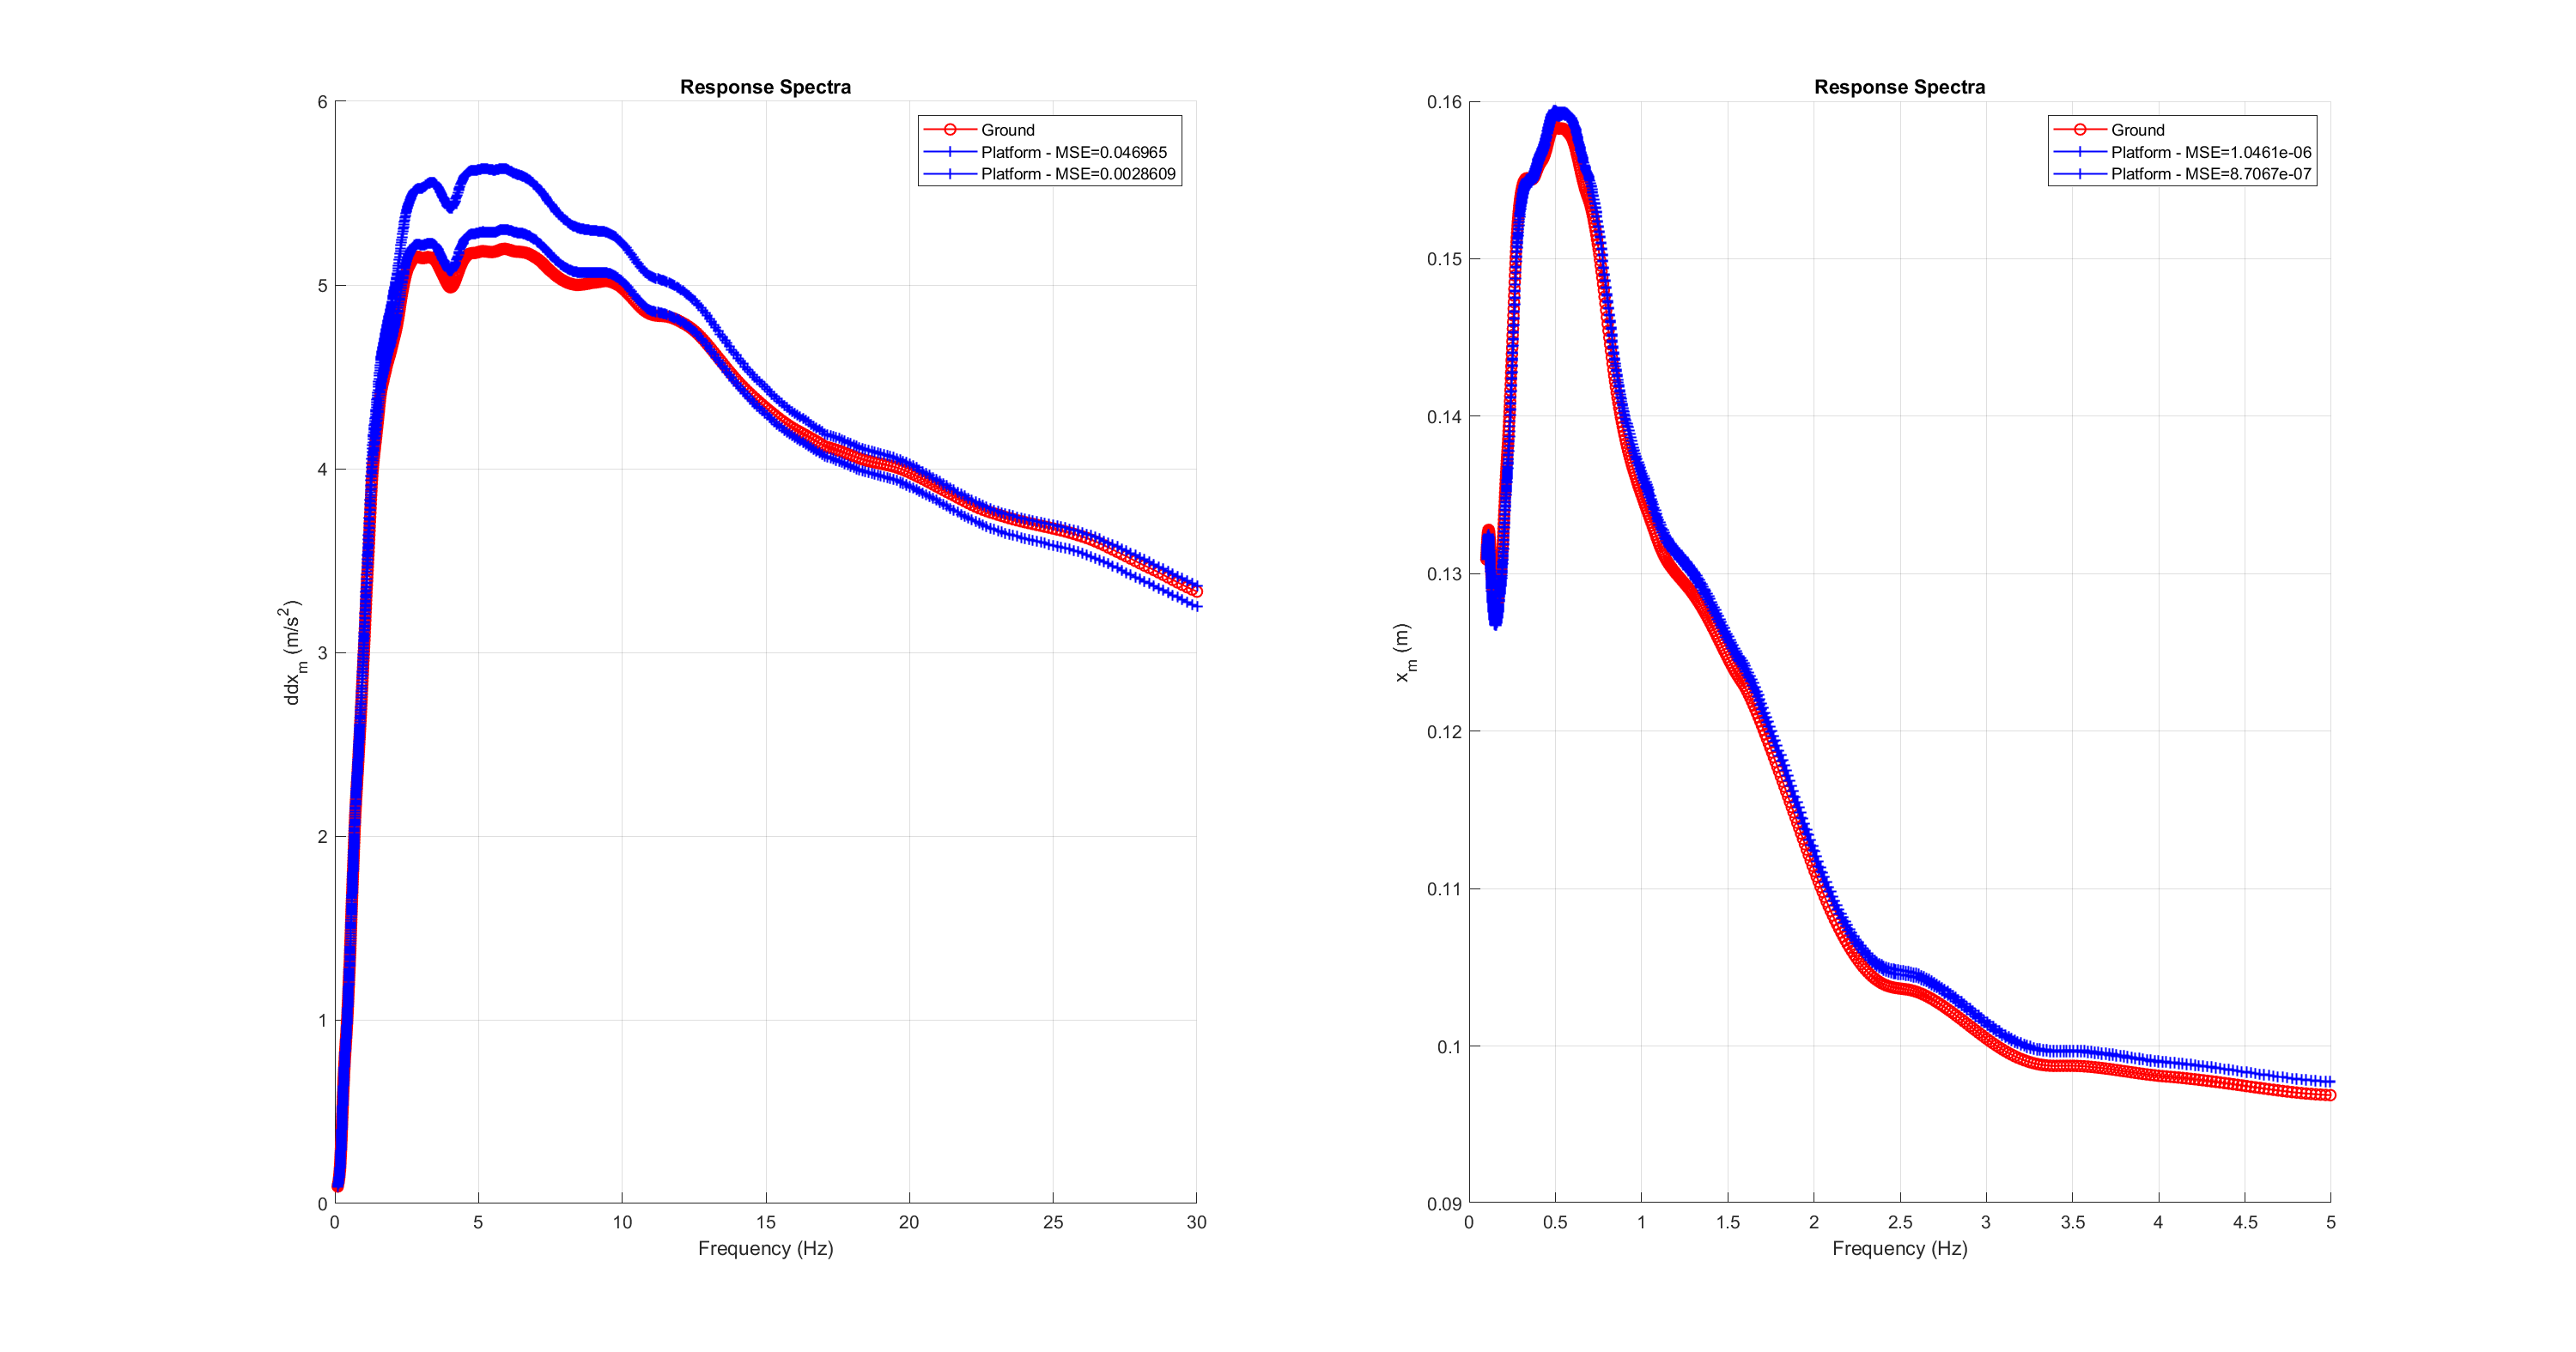 Response Spectra
Ground
Platform - MSE=0.046965
Platform - MSE=0.0028609
6
5
4
3
2
1
0
ddx_m (m/s^2)
0 5 10 15 20 25 30
Frequency (Hz)
Response Spectra
Ground
Platform - MSE=1.0461e-06
Platform - MSE=8.7067e-07
0.16
0.15
0.14
0.13
0.12
0.11
0.1
0.09
x_m (m)
0 0.5 1 1.5 2 2.5 3 3.5 4 4.5 5
Frequency (Hz)